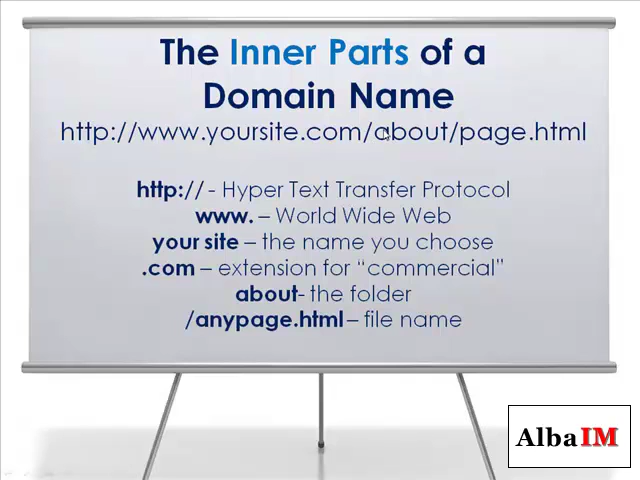 The Inner Parts of a
Domain Name
http://www.yoursite.com/about/page.html
http:// - Hyper Text Transfer Protocol
www. – World Wide Web
your site – the name you choose
.com – extension for “commercial”
about- the folder
/anypage.html – file name
AlbaIM